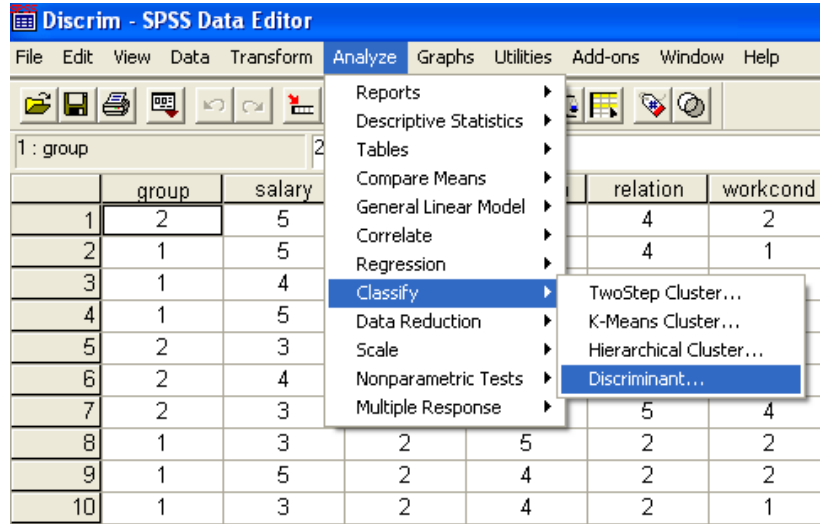 Discrim - SPSS Data Editor
File Edit View Data Transform Analyze Graphs Utilities Add-ons Window Help
Reports
Descriptive Statistics
1 : group 2 Tables
Compare Means
group salary General Linear Model relation workcond
1 2 5 Correlate 4 2
2 1 5 Regression 4 1
3 1 4 Classify TwoStep Cluster...
4 1 5 Data Reduction K-Means Cluster...
5 2 3 Scale Hierarchical Cluster...
6 2 4 Nonparametric Tests Discriminant...
7 2 3 Multiple Response 5 4
8 1 3 2 5 2 2
9 1 5 2 4 2 2
10 1 3 2 4 2 1